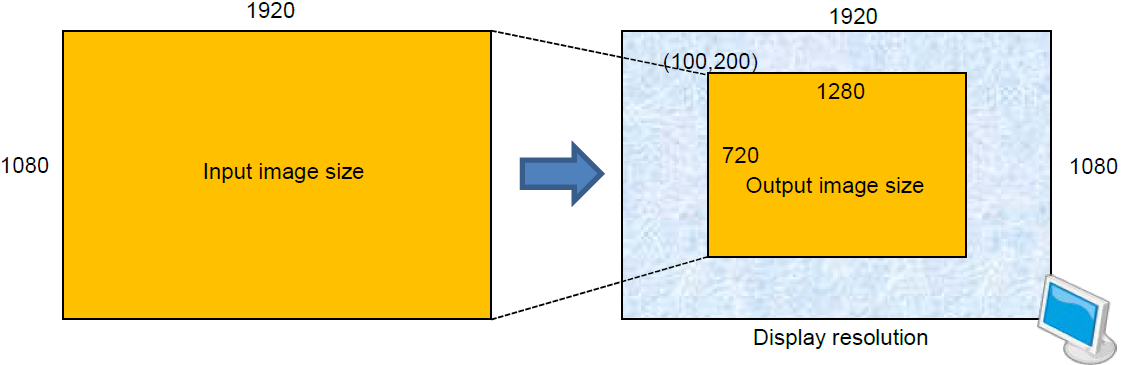 1920
1080
Input image size
1920
(100,200)
1280
720
Output image size
1080
Display resolution